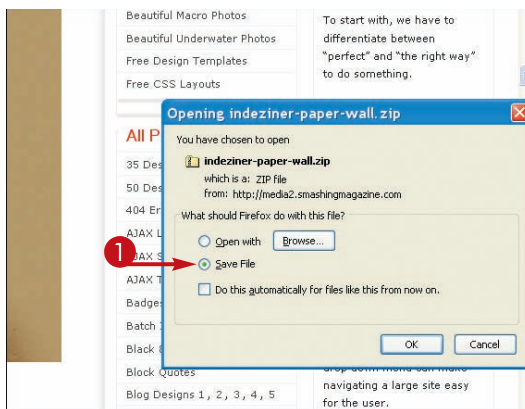 Beautiful Macro Photos
Beautiful Underwater Photos
Free Design Templates
Free CSS Layouts
To start with, we have to
differentiate between
"perfect" and "the right way"
to do something.
All P
35 Des
50 Des
404 Er
AJAX L
AJAX S
AJAX T
Badge
Batch
Black
Block Quotes
Blog Designs 1, 2, 3, 4, 5
Opening indeziner-paper-wall.zip
You have chosen to open
indeziner-paper-wall.zip
which is a: ZIP file
from: http://media2.smashingmagazine.com
What should Firefox do with this file?
Open with Browse...
1
Save File
Do this automatically for files like this from now on.
OK Cancel
navigating a large site easy
for the user.